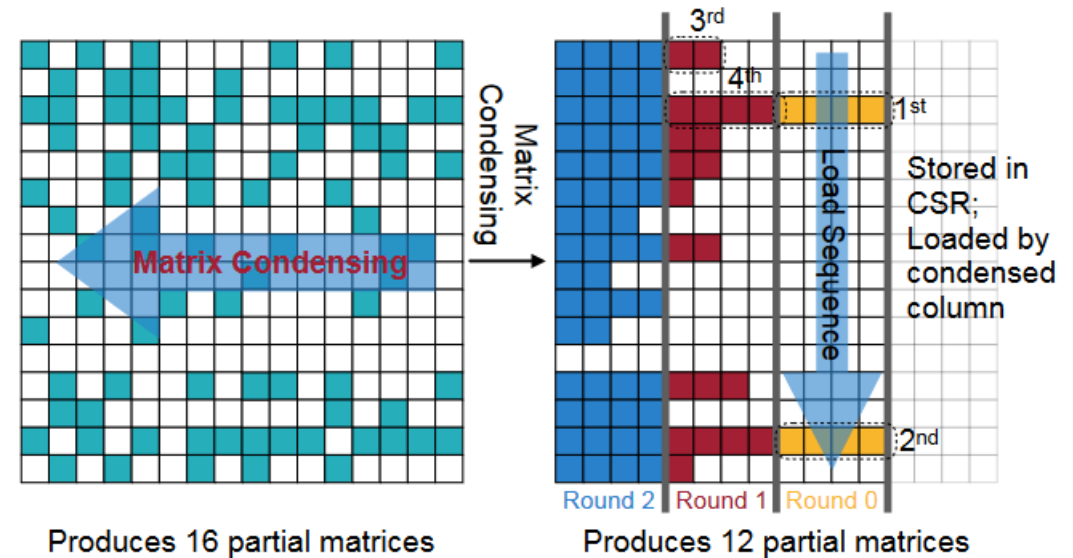 3rd
4th
1st
Matrix
Condensing
Matrix Condensing
Load Sequence
Stored in
CSR;
Loaded by
condensed
column
2nd
Round 2
Round 1
Round 0
Produces 16 partial matrices
Produces 12 partial matrices